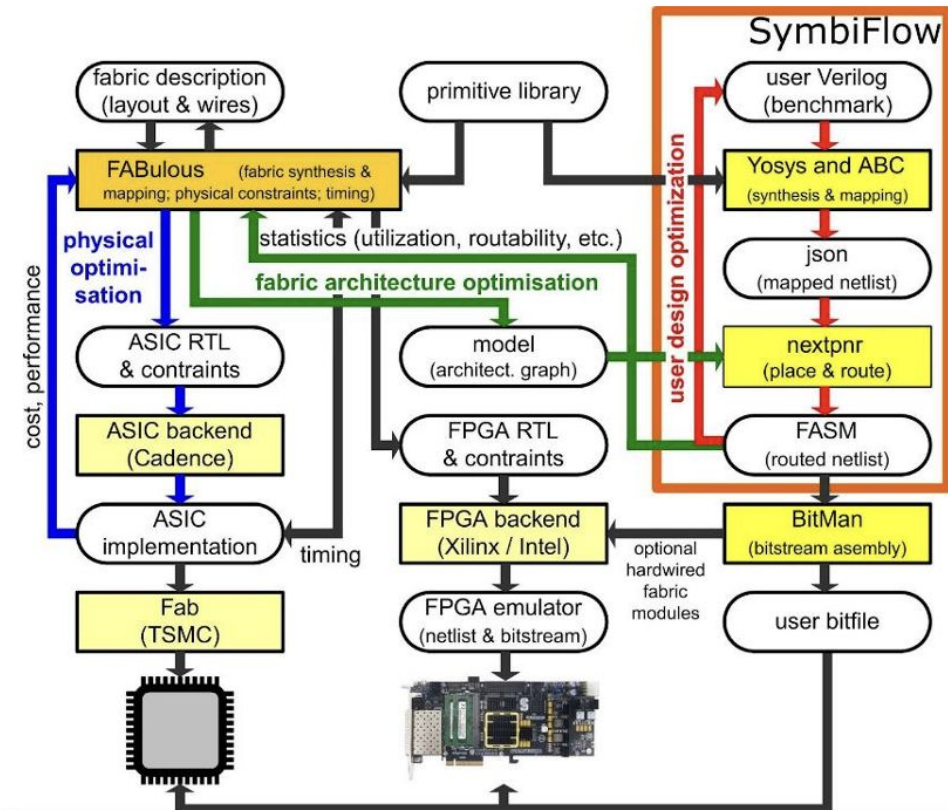 SymbiFlow
fabric description
(layout & wires)
primitive library
user Verilog
(benchmark)
FABulous (fabric synthesis &
mapping; physical constraints; timing)
Yosys and ABC
(synthesis & mapping)
physical
optimi-
sation
statistics (utilization, routability, etc.)
fabric architecture optimisation
user design optimization
json
(mapped netlist)
cost, performance
ASIC RTL
& contraints
model
(architect. graph)
nextpnr
(place & route)
ASIC backend
(Cadence)
FPGA RTL
& contraints
FASM
(routed netlist)
ASIC
implementation
timing
FPGA backend
(Xilinx / Intel)
optional
hardwired
fabric
modules
BitMan
(bitstream asembly)
Fab
(TSMC)
FPGA emulator
(netlist & bitstream)
user bitfile